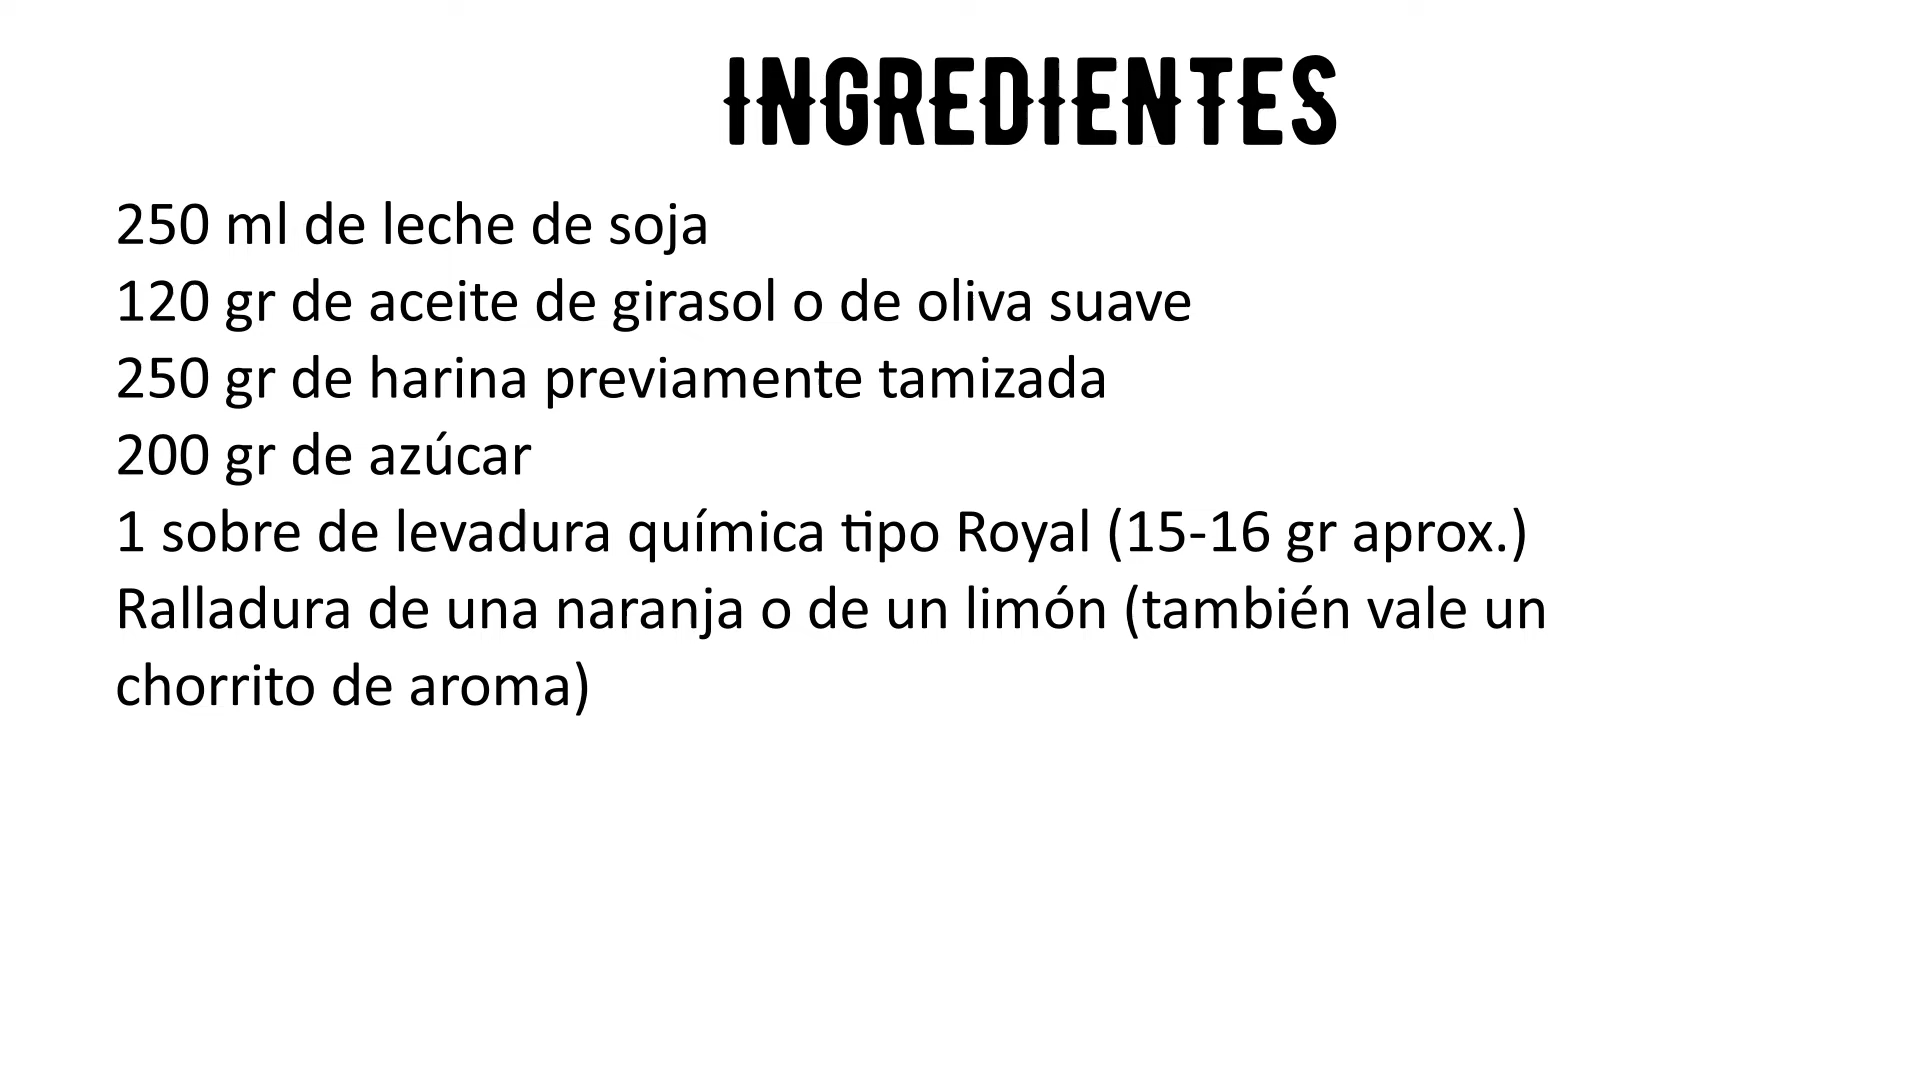 INGREDIENTES
250 ml de leche de soja
120 gr de aceite de girasol o de oliva suave
250 gr de harina previamente tamizada
200 gr de azúcar
1 sobre de levadura química tipo Royal (15-16 gr aprox.)
Ralladura de una naranja o de un limón (también vale un
chorrito de aroma)